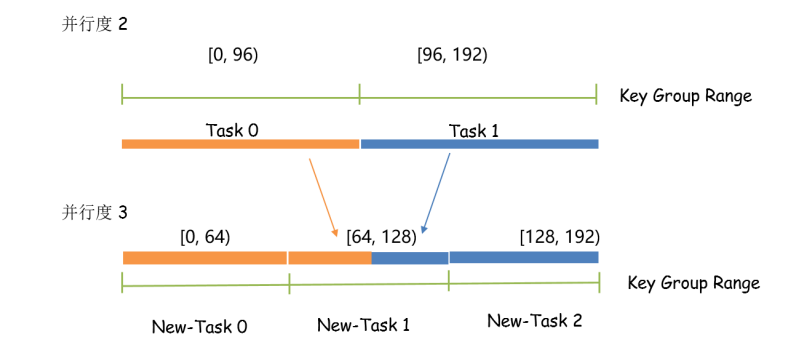 并行度 2
[0, 96) [96, 192)
Key Group Range
Task 0 Task 1
并行度 3
[0, 64) [64, 128) [128, 192)
Key Group Range
New-Task 0 New-Task 1 New-Task 2